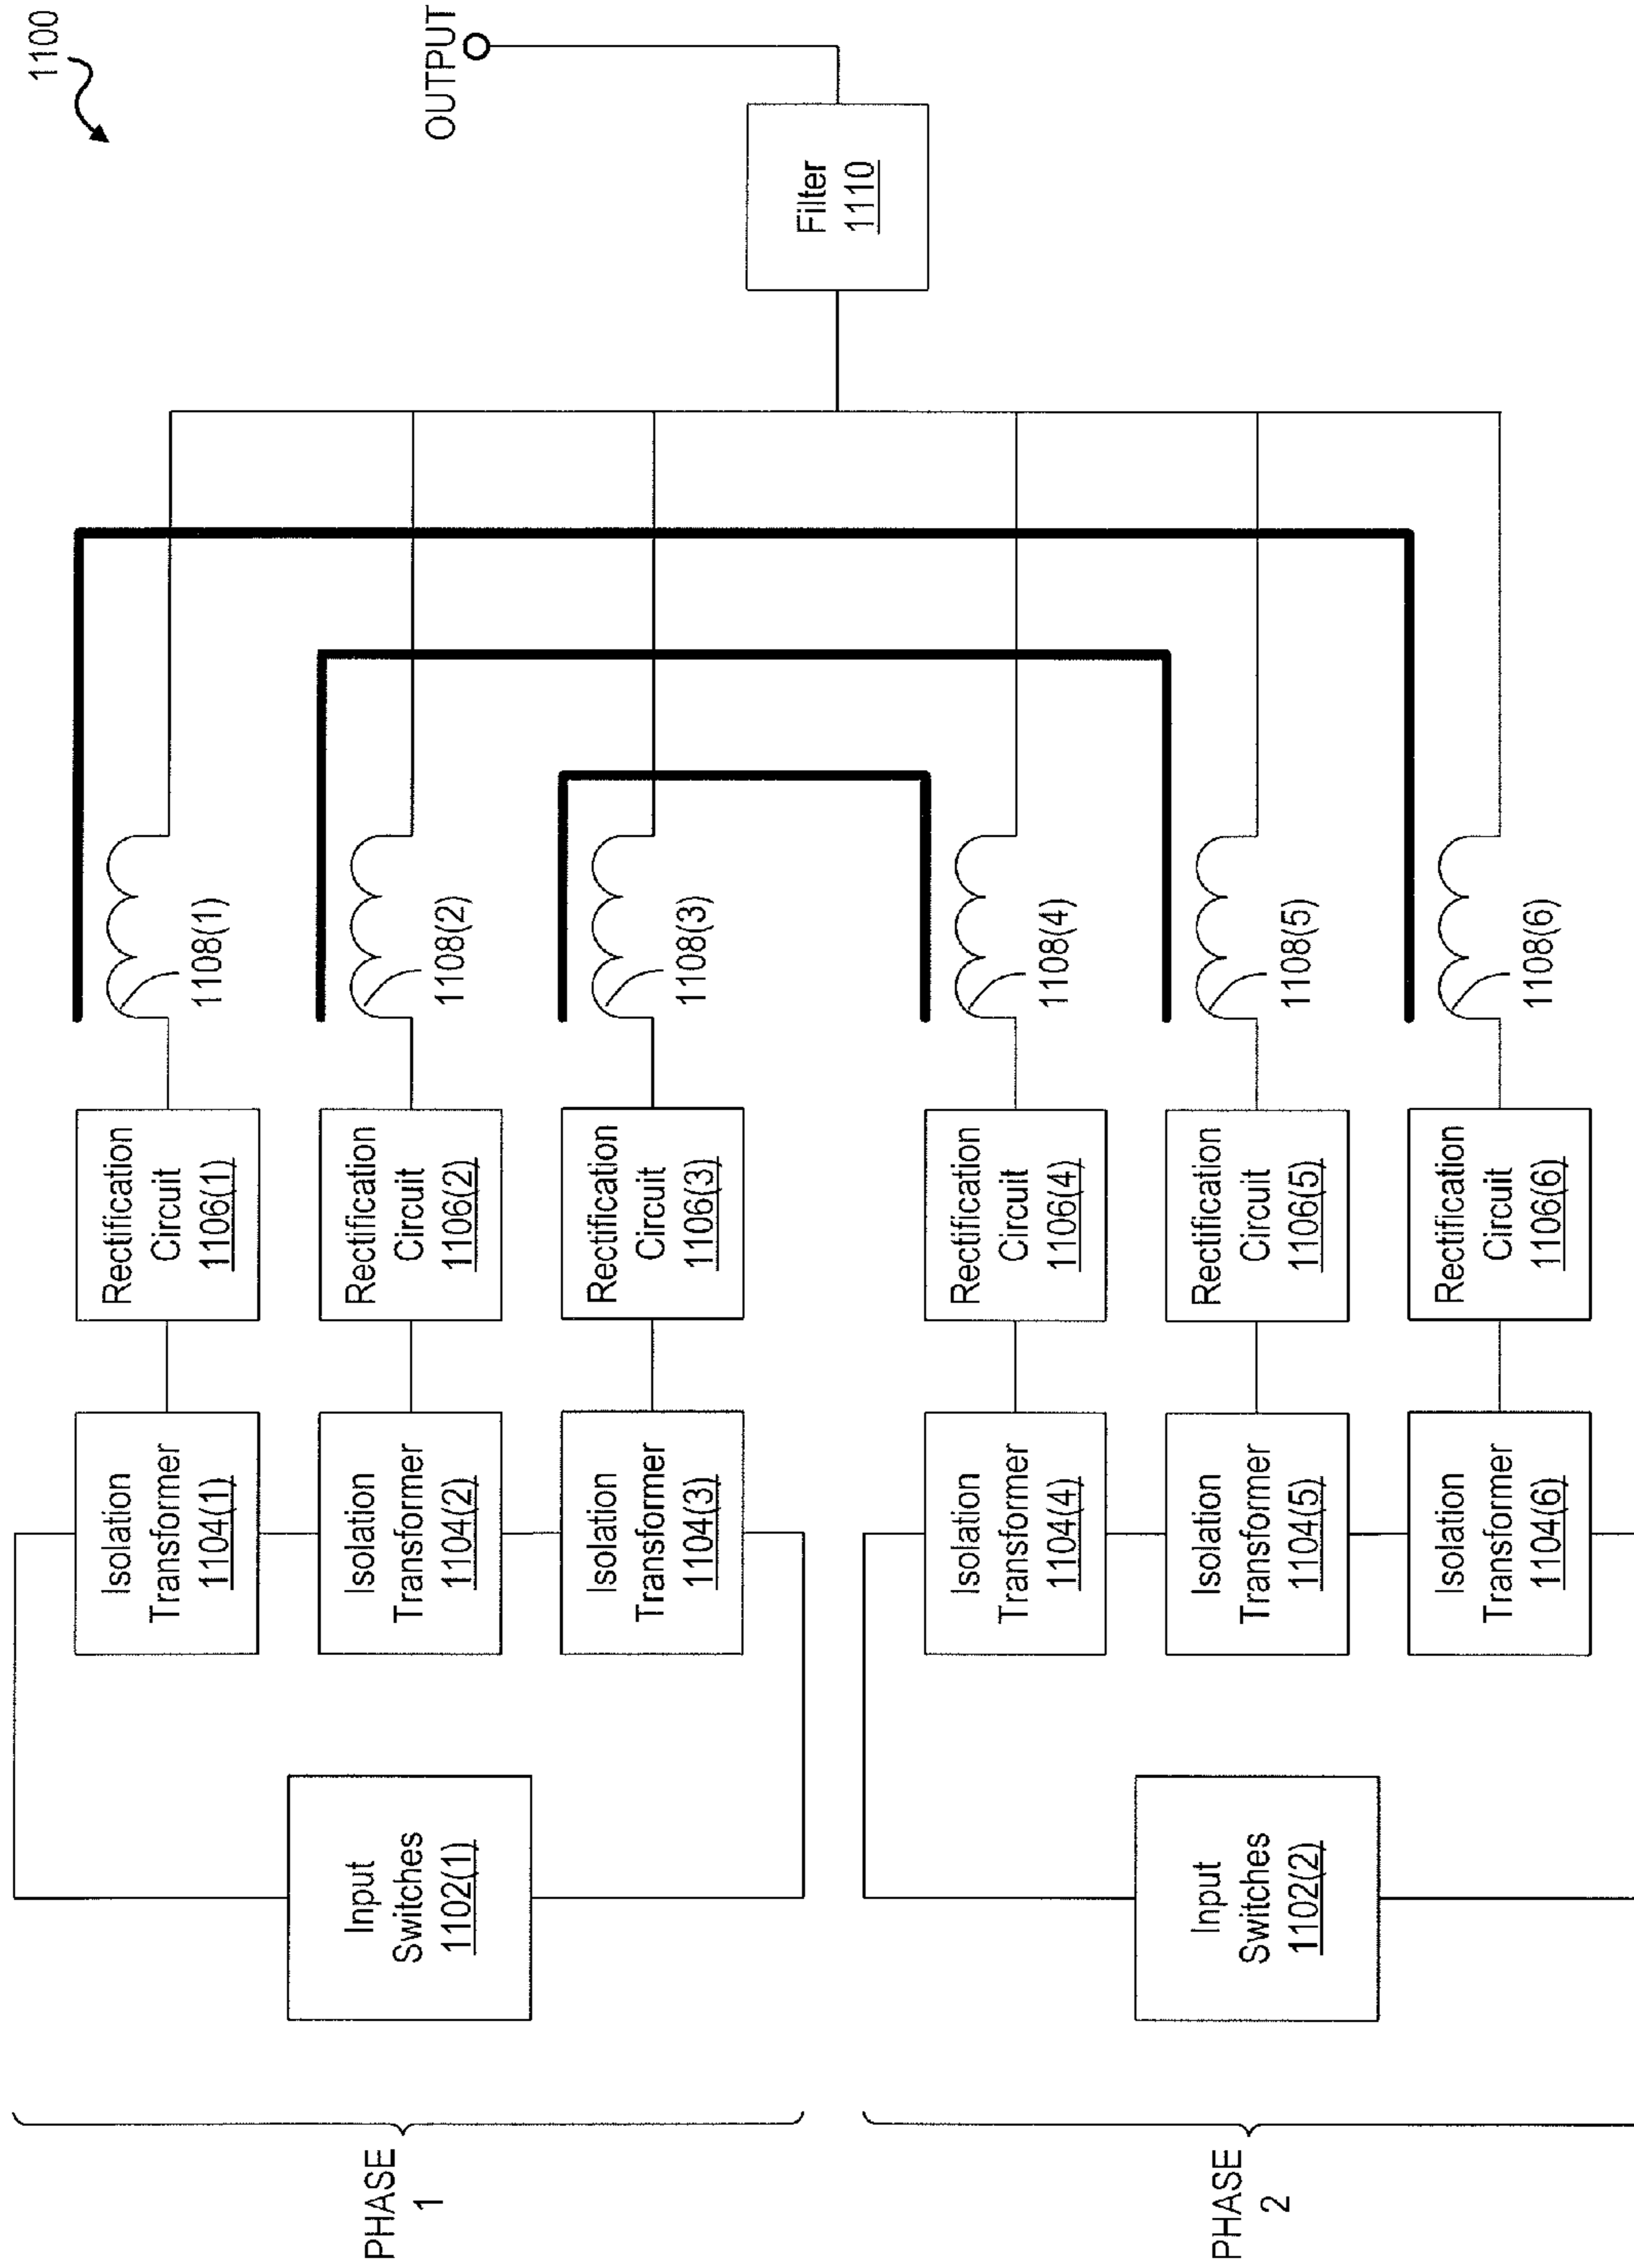 1100
OUTPUT
Filter
1110
1108(1)
1108(2)
1108(3)
1108(4)
1108(5)
1108(6)
Rectification
Circuit
1106(1)
Rectification
Circuit
1106(2)
Rectification
Circuit
1106(3)
Rectification
Circuit
1106(4)
Rectification
Circuit
1106(5)
Rectification
Circuit
1106(6)
Isolation
Transformer
1104(1)
Isolation
Transformer
1104(2)
Isolation
Transformer
1104(3)
Isolation
Transformer
1104(4)
Isolation
Transformer
1104(5)
Isolation
Transformer
1104(6)
Input
Switches
1102(1)
Input
Switches
1102(2)
PHASE
1
PHASE
2